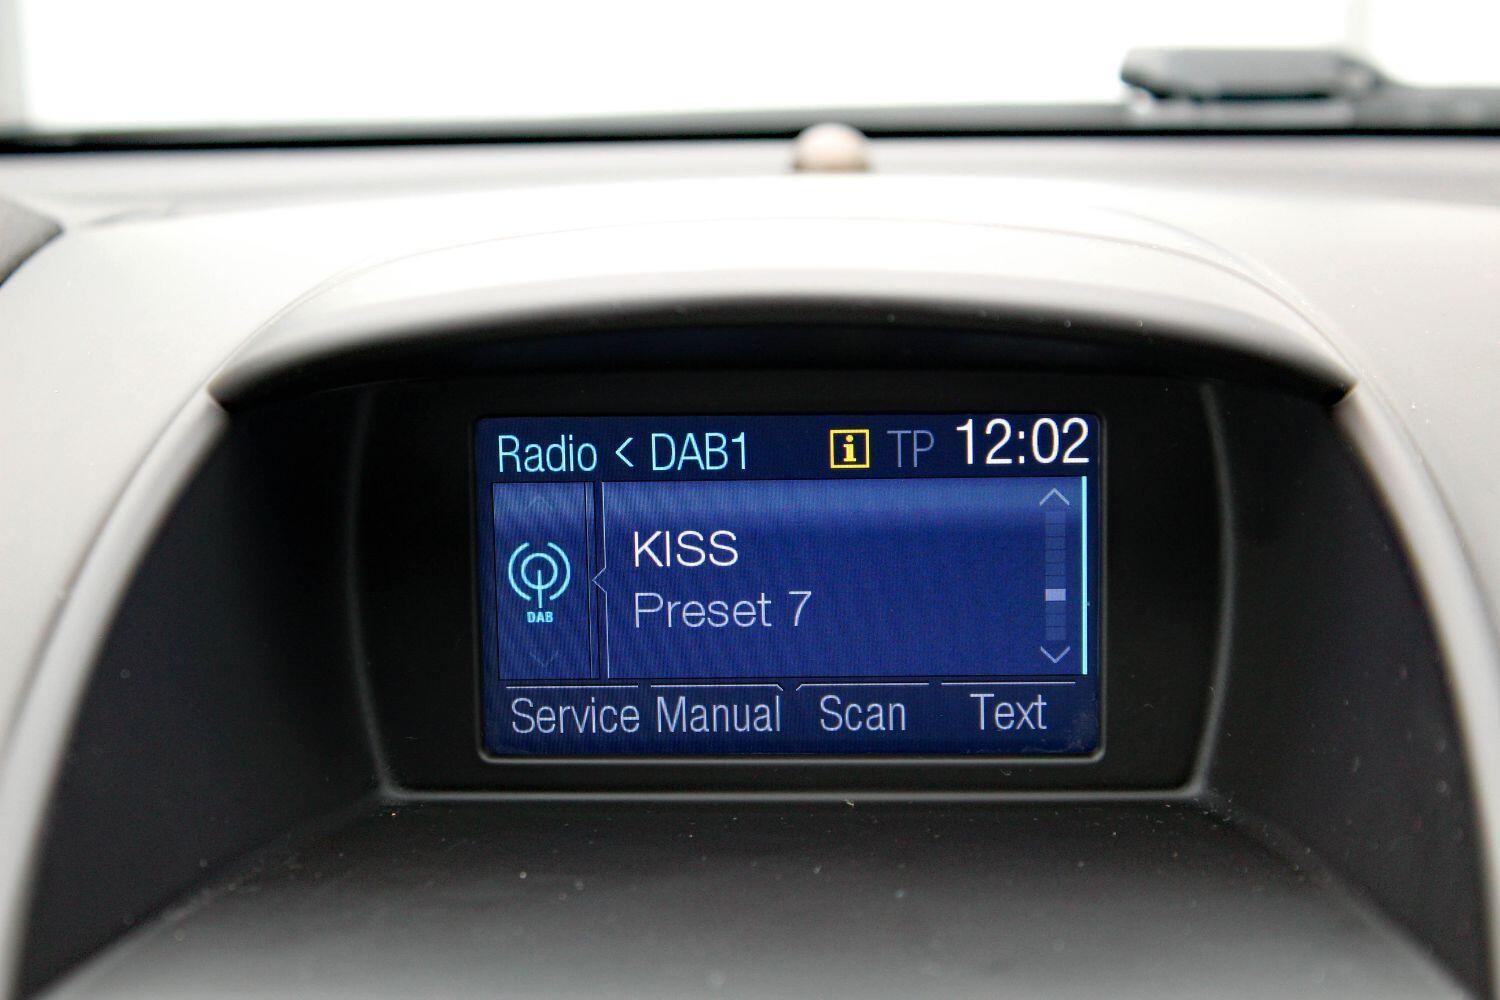 Radio < DAB1 i TP 12:02
KISS
DAB
Preset 7
Service Manual Scan Text